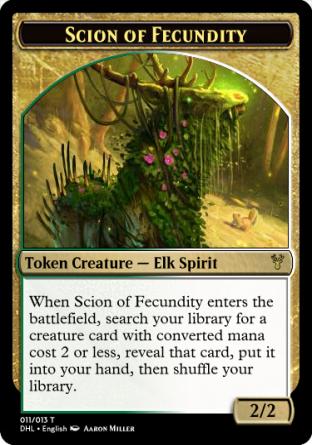 Scion of Fecundity
Token Creature — Elk Spirit
When Scion of Fecundity enters the
battlefield, search your library for a
creature card with converted mana
cost 2 or less, reveal that card, put it
into your hand, then shuffle your
library.
2/2
011/013 T
DHL • English Aaron Miller